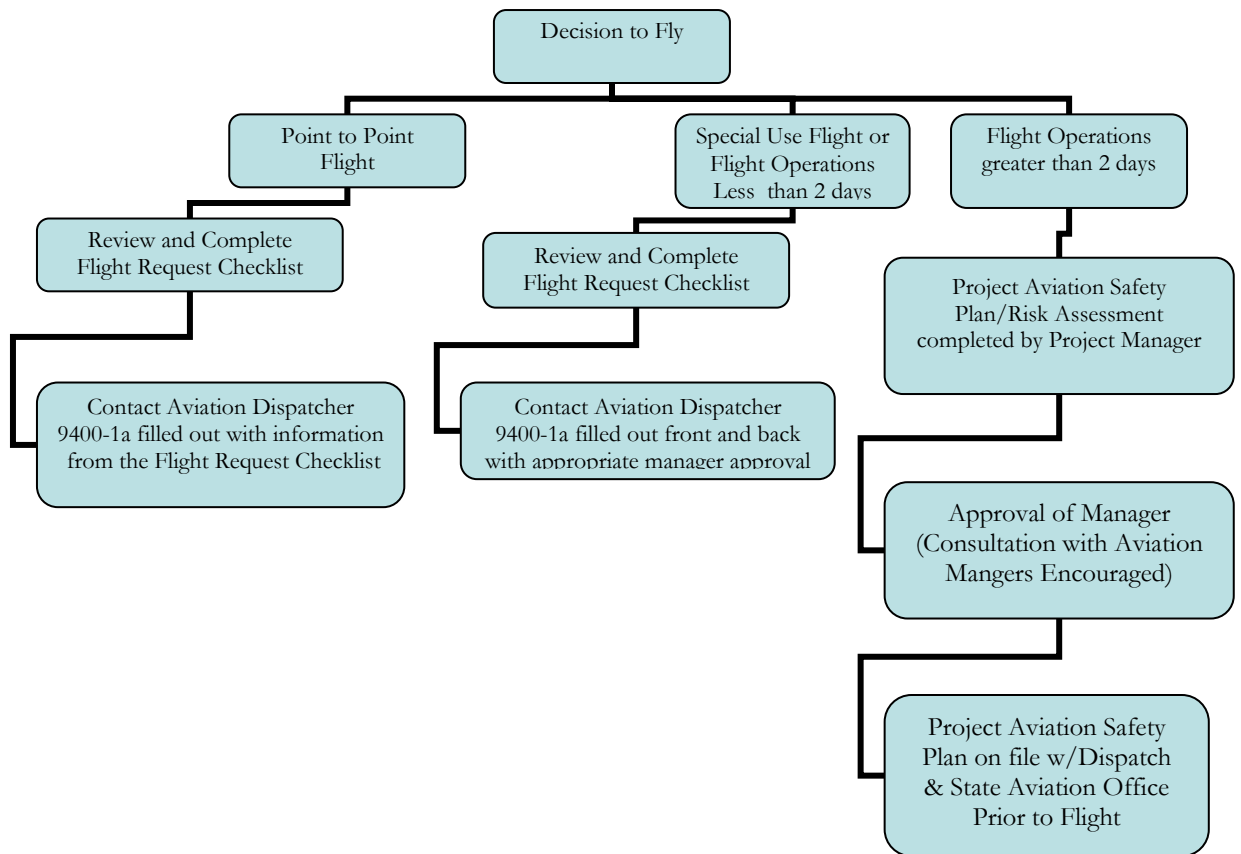 Decision to Fly
Point to Point
Flight
Special Use Flight or
Flight Operations
Less than 2 days
Flight Operations
greater than 2 days
Review and Complete
Flight Request Checklist
Review and Complete
Flight Request Checklist
Project Aviation Safety
Plan/Risk Assessment
completed by Project Manager
Contact Aviation Dispatcher
9400-1a filled out with information
from the Flight Request Checklist
Contact Aviation Dispatcher
9400-1a filled out front and back
with appropriate manager approval
Approval of Manager
(Consultation with Aviation
Mangers Encouraged)
Project Aviation Safety
Plan on file w/Dispatch
& State Aviation Office
Prior to Flight